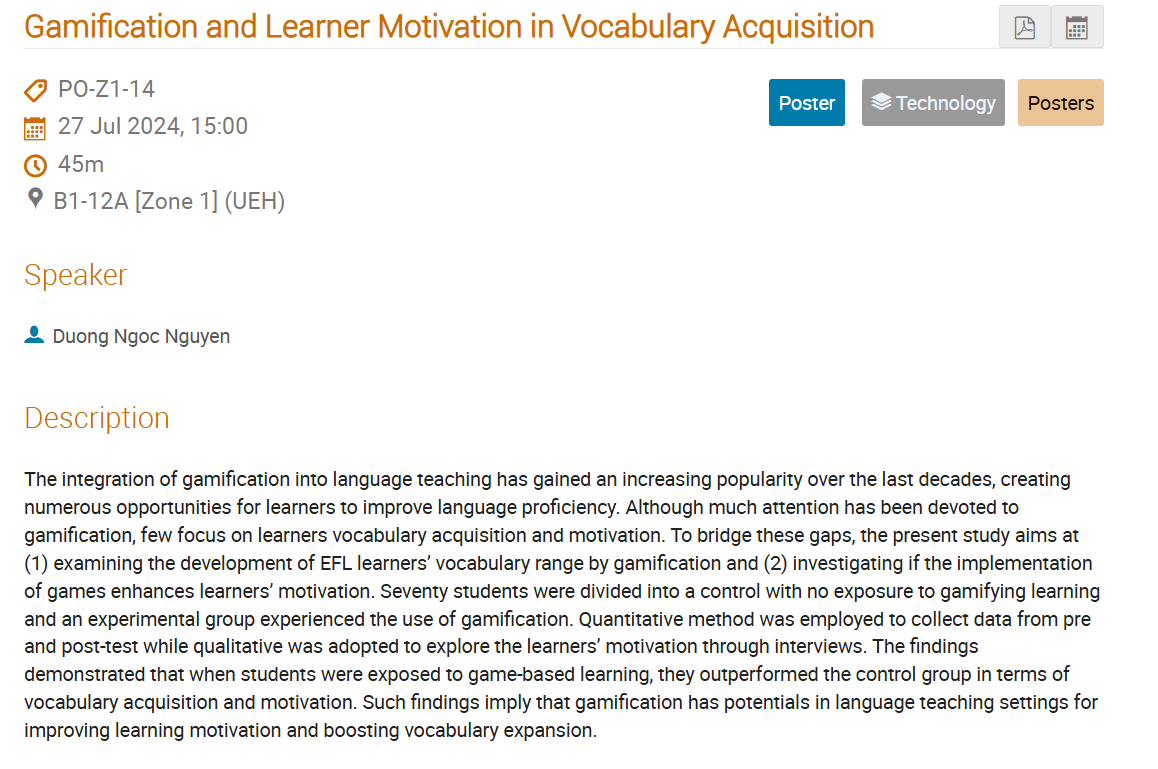 Gamification and Learner Motivation in Vocabulary Acquisition
PO-Z1-14
27 Jul 2024, 15:00
45m
B1-12A [Zone 1] (UEH)
Poster
Technology
Posters
Speaker
Duong Ngoc Nguyen
Description
The integration of gamification into language teaching has gained an increasing popularity over the last decades, creating
numerous opportunities for learners to improve language proficiency. Although much attention has been devoted to
gamification, few focus on learners vocabulary acquisition and motivation. To bridge these gaps, the present study aims at
(1) examining the development of EFL learners’ vocabulary range by gamification and (2) investigating if the implementation
of games enhances learners’ motivation. Seventy students were divided into a control with no exposure to gamifying learning
and an experimental group experienced the use of gamification. Quantitative method was employed to collect data from pre
and post-test while qualitative was adopted to explore the learners’ motivation through interviews. The findings
demonstrated that when students were exposed to game-based learning, they outperformed the control group in terms of
vocabulary acquisition and motivation. Such findings imply that gamification has potentials in language teaching settings for
improving learning motivation and boosting vocabulary expansion.